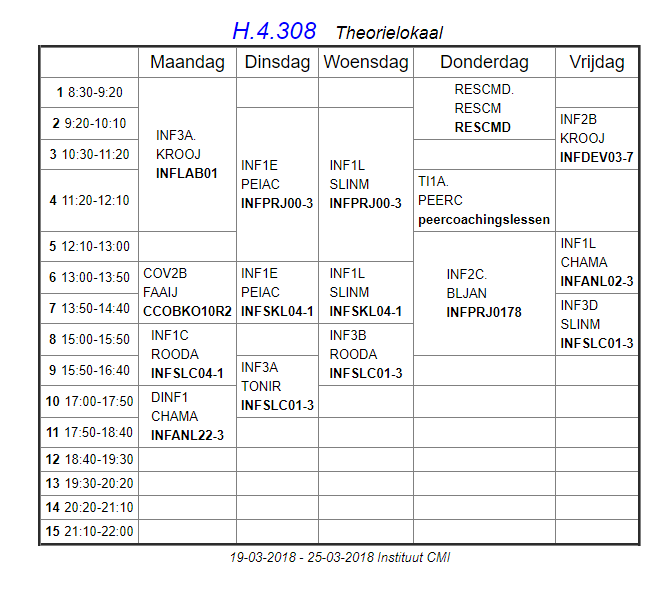 H.4.308 Theorielokaal
Maandag Dinsdag Woensdag Donderdag Vrijdag
1 8:30-9:20
RESCMD.
RESCM
RESCMD
2 9:20-10:10
INF3A.
KROOJ
INFLAB01
INF2B
KROOJ
INFDEV03-7
3 10:30-11:20
INF1E
PEIAC
INFPRJ00-3
INF1L
SLINM
INFPRJ00-3
4 11:20-12:10
TI1A.
PEERC
peercoachingslessen
5 12:10-13:00
INF1L
CHAMA
INFANL02-3
6 13:00-13:50
COV2B
FAAIJ
CCOBKO10R2
INF1E
PEIAC
INFSKL04-1
INF1L
SLINM
INFSKL04-1
INF2C.
BLJAN
INFPRJ0178
7 13:50-14:40
INF3D
SLINM
INFSLC01-3
8 15:00-15:50
INF1C
ROODA
INFSLC04-1
INF3B
ROODA
INFSLC01-3
9 15:50-16:40
INF3A
TONIR
INFSLC01-3
10 17:00-17:50
DINF1
CHAMA
INFANL22-3
11 17:50-18:40
12 18:40-19:30
13 19:30-20:20
14 20:20-21:10
15 21:10-22:00
19-03-2018 - 25-03-2018 Instituut CMI